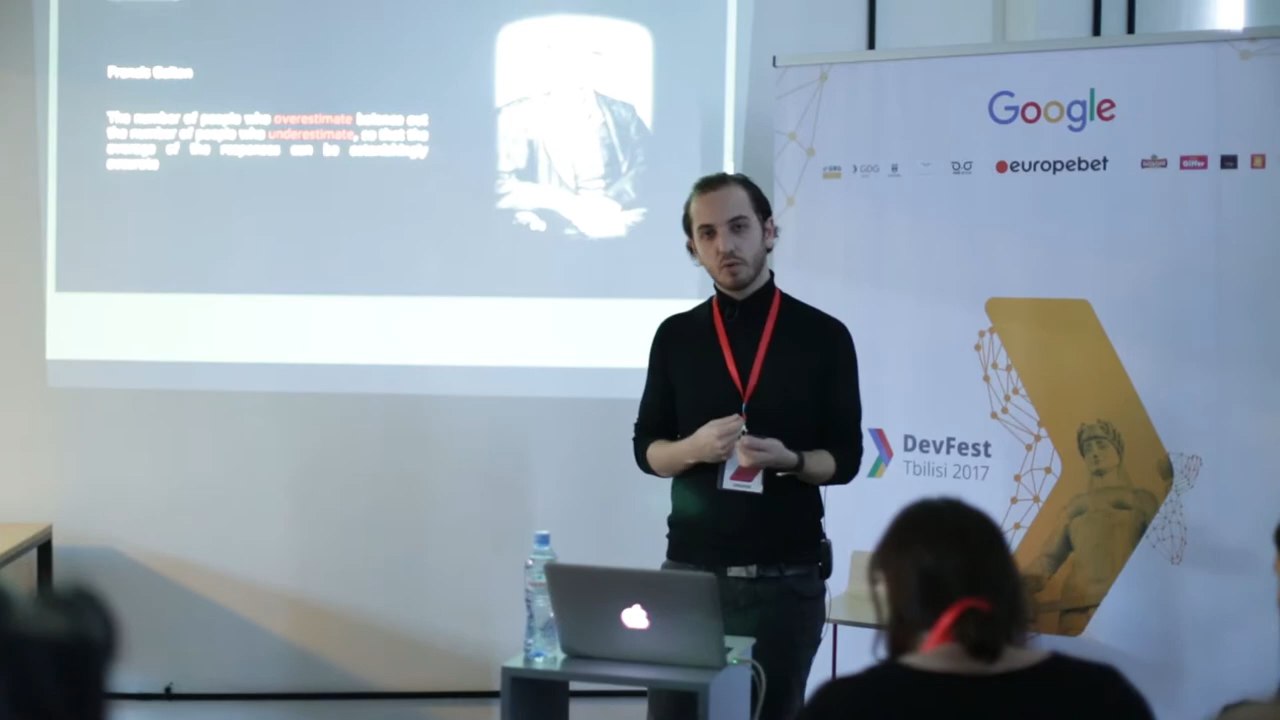 Francis Galton
The number of people who overestimate balance out
the number of people who underestimate, so that the
average of the responses can be astonishingly
Google
GDG
europebet
DevFest
Tbilisi 2017